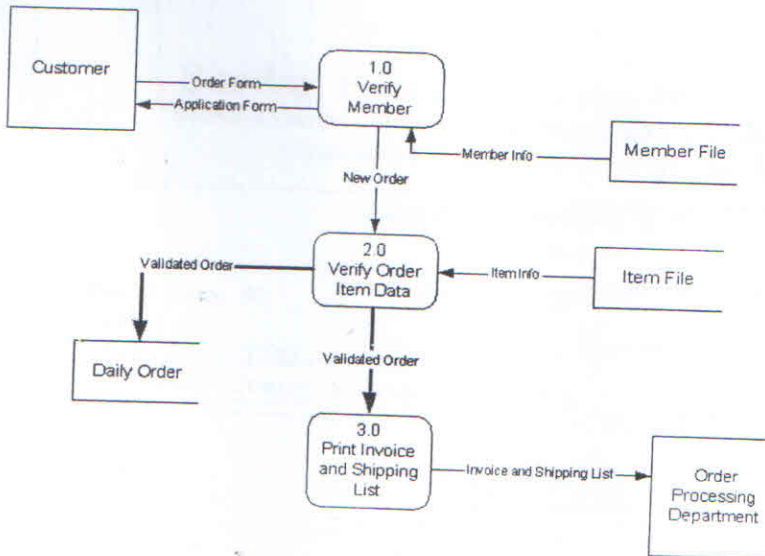 Customer
Order Form
Application Form
1.0
Verify
Member
Member Info
Member File
New Order
2.0
Verify Order
Item Data
Item Info
Item File
Validated Order
Daily Order
Validated Order
3.0
Print Invoice
and Shipping
List
Invoice and Shipping List
Order
Processing
Department